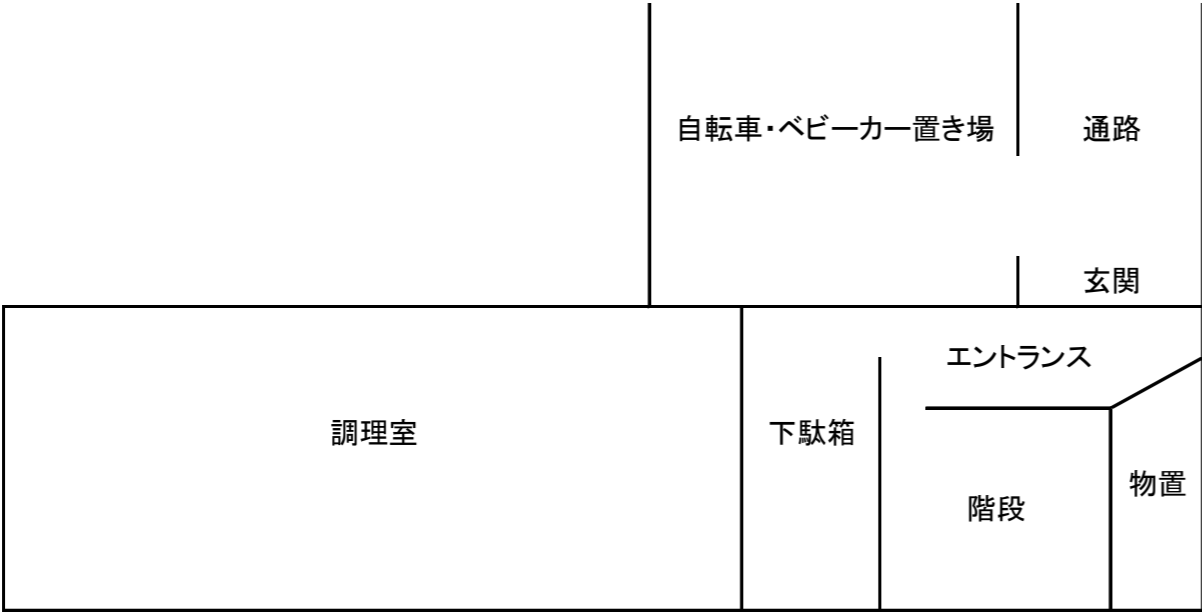 自転車・ベビーカー置き場
通路
玄関
エントランス
調理室
下駄箱
物置
階段